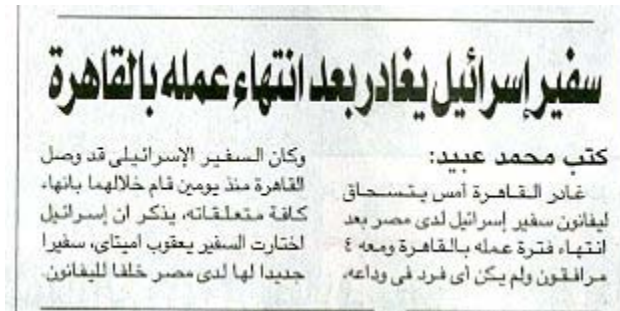 سفير إسرائيل يغادر بعد انتهاء عمله بالقاهرة
كتب محمد عبيد:
غادر القاهرة أمس يتسحاق
ليفانون سفير إسرائيل لدى مصر بعد
انتهاء فترة عمله بالقاهرة ومعه ٤
مرافقون ولم يكن أى فرد فى وداعه.
وكان السفير الإسرائيلى قد وصل
القاهرة منذ يومين قام خلالهما بانهاء
كافة متعلقاته، يذكر ان إسرائيل
اختارت السفير يعقوب اميتاى، سفيرا
جديدا لها لدى مصر خلفا لليفانون.